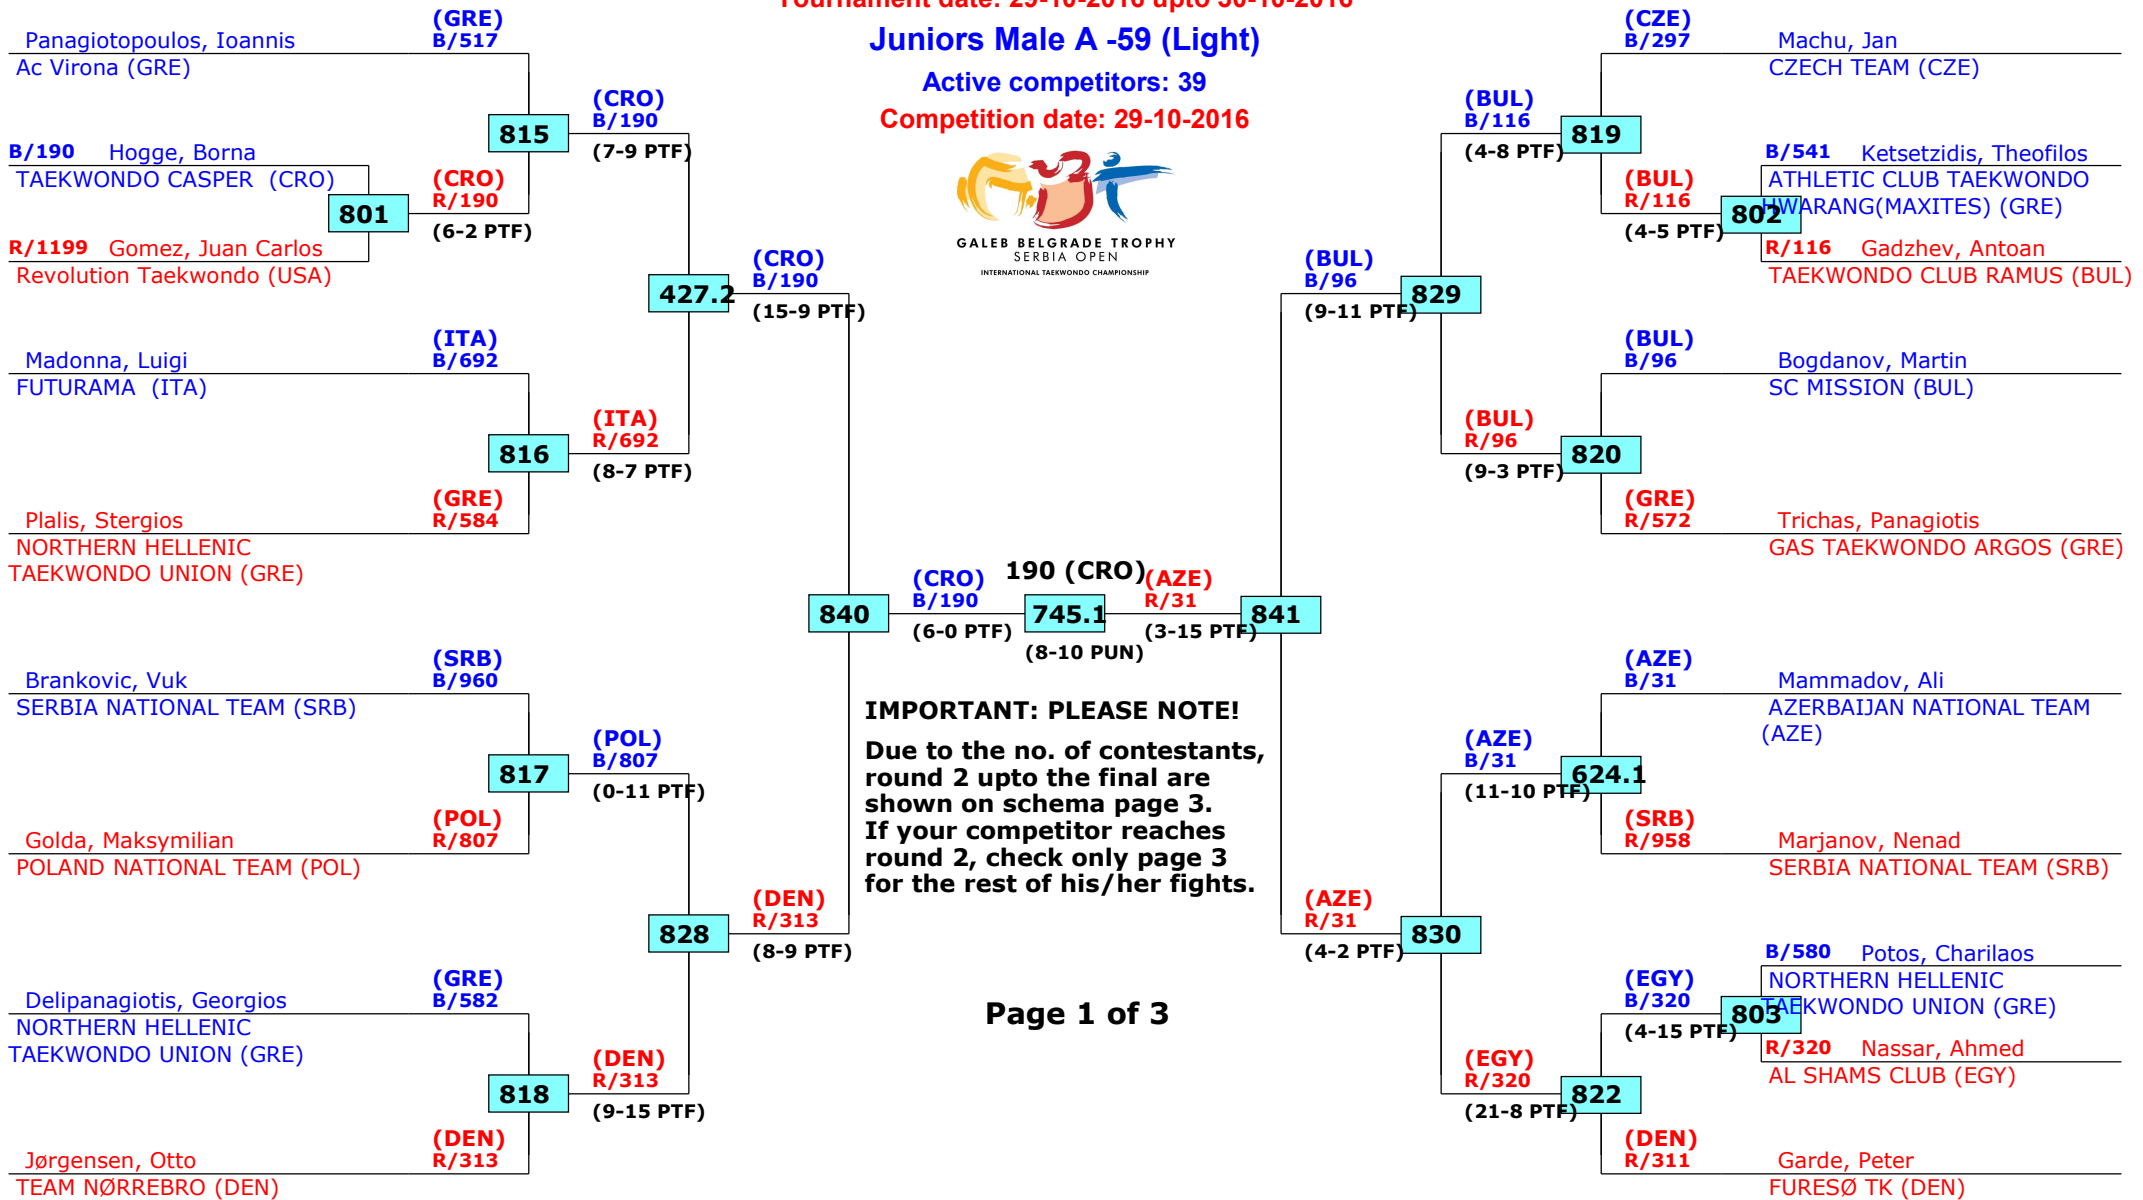 Tournament date: 29-10-2016 upto 30-10-2016
Juniors Male A -59 (Light)
Active competitors: 39
Competition date: 29-10-2016
GALEB BELGRADE TROPHY
SERBIA OPEN
INTERNATIONAL TAEKWONDO CHAMPIONSHIP
Panagiotopoulos, Ioannis
(GRE)
B/517
Ac Virona (GRE)
815
(CRO)
B/190
(7-9 PTF)
B/190 Hogge, Borna
TAEKWONDO CASPER (CRO)
801
(CRO)
R/190
(6-2 PTF)
R/1199 Gomez, Juan Carlos
Revolution Taekwondo (USA)
427.2
(CRO)
B/190
(15-9 PTF)
Madonna, Luigi
(ITA)
B/692
FUTURAMA (ITA)
816
(ITA)
R/692
(8-7 PTF)
Plalis, Stergios
(GRE)
R/584
NORTHERN HELLENIC
TAEKWONDO UNION (GRE)
840
(CRO)
B/190
(6-0 PTF)
190 (CRO)
745.1
(8-10 PUN)
(AZE)
R/31
(3-15 PTF)
841
Brankovic, Vuk
(SRB)
B/960
SERBIA NATIONAL TEAM (SRB)
817
(POL)
B/807
(0-11 PTF)
Golda, Maksymilian
(POL)
R/807
POLAND NATIONAL TEAM (POL)
828
(DEN)
R/313
(8-9 PTF)
Delipanagiotis, Georgios
(GRE)
B/582
NORTHERN HELLENIC
TAEKWONDO UNION (GRE)
818
(DEN)
R/313
(9-15 PTF)
Jørgensen, Otto
(DEN)
R/313
TEAM NØRREBRO (DEN)
IMPORTANT: PLEASE NOTE!
Due to the no. of contestants,
round 2 upto the final are
shown on schema page 3.
If your competitor reaches
round 2, check only page 3
for the rest of his/her fights.
Page 1 of 3
(CZE)
B/297
Machu, Jan
CZECH TEAM (CZE)
(BUL)
B/116
(4-8 PTF)
819
B/541 Ketsetzidis, Theofilos
ATHLETIC CLUB TAEKWONDO
HWARANG(MAXITES) (GRE)
(BUL)
R/116
(4-5 PTF)
802
R/116 Gadzhev, Antoan
TAEKWONDO CLUB RAMUS (BUL)
(BUL)
B/96
(9-11 PTF)
829
(BUL)
B/96
Bogdanov, Martin
SC MISSION (BUL)
(BUL)
R/96
(9-3 PTF)
820
(GRE)
R/572
Trichas, Panagiotis
GAS TAEKWONDO ARGOS (GRE)
(AZE)
B/31
Mammadov, Ali
AZERBAIJAN NATIONAL TEAM
(AZE)
(AZE)
B/31
(11-10 PTF)
624.1
(SRB)
R/958
Marjanov, Nenad
SERBIA NATIONAL TEAM (SRB)
(AZE)
R/31
(4-2 PTF)
830
B/580 Potos, Charilaos
NORTHERN HELLENIC
TAEKWONDO UNION (GRE)
(EGY)
B/320
(4-15 PTF)
803
R/320 Nassar, Ahmed
AL SHAMS CLUB (EGY)
(EGY)
R/320
(21-8 PTF)
822
(DEN)
R/311
Garde, Peter
FURESØ TK (DEN)